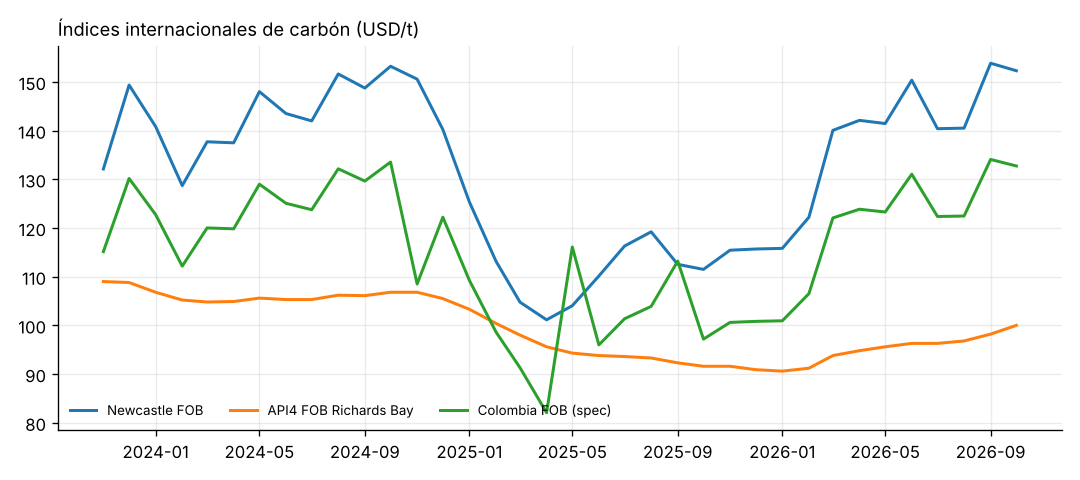 Índices internacionales de carbón (USD/t)
150
140
130
120
110
100
90
80
Newcastle FOB API4 FOB Richards Bay Colombia FOB (spec)
2024-01 2024-05 2024-09 2025-01 2025-05 2025-09 2026-01 2026-05 2026-09